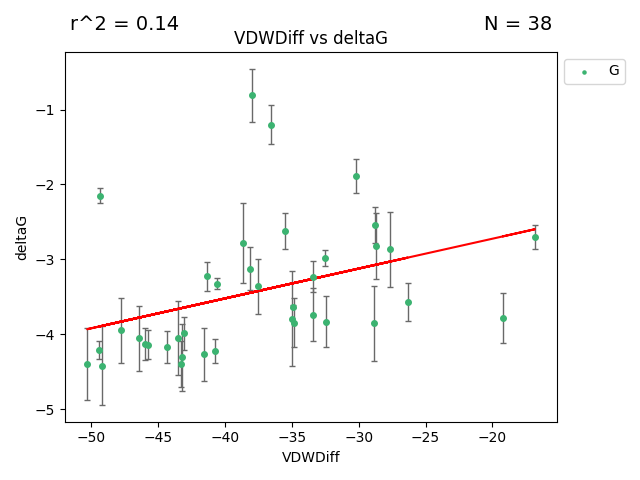 r^2 = 0.14
N = 38
VDWDiff vs deltaG
G
−1
−2
−3
−4
−5
deltaG
−50
−45
−40
−35
−30
−25
−20
VDWDiff